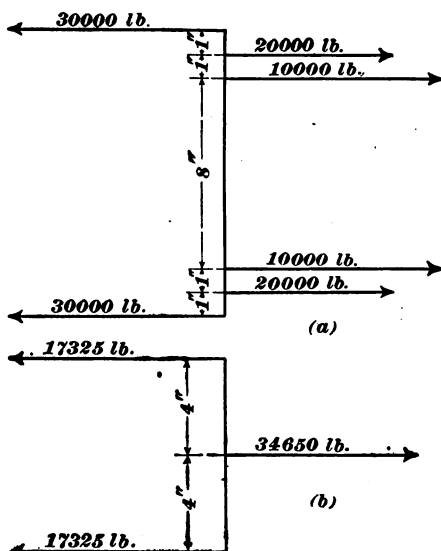 30000 lb.
1"
20000 lb.
1"
10000 lb.
8"
10000 lb.
1"
20000 lb.
1"
30000 lb.
(a)
17325 lb.
4"
34650 lb.
4"
(b)
17325 lb.